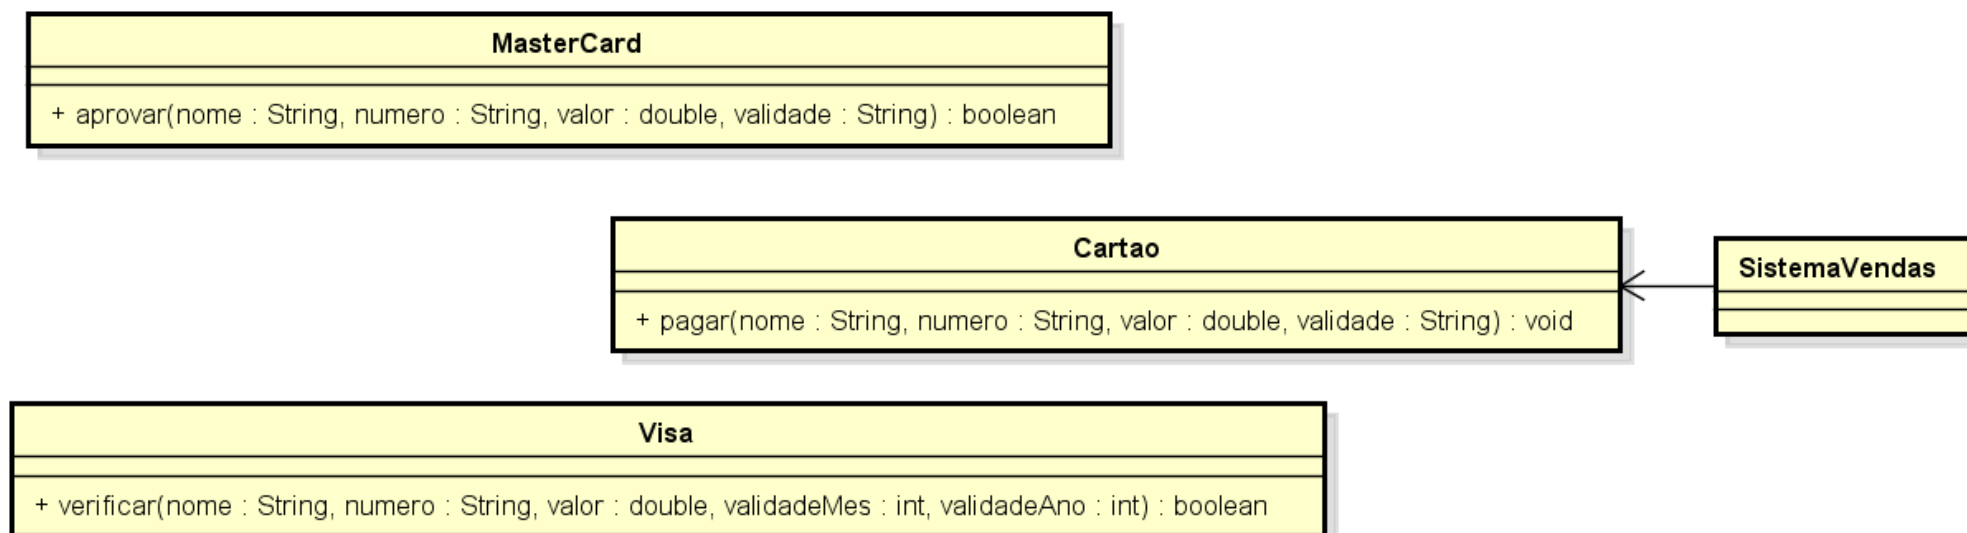 MasterCard
+ aprovar(nome : String, numero : String, valor : double, validade : String) : boolean
Cartao
+ pagar(nome : String, numero : String, valor : double, validade : String) : void
SistemaVendas
Visa
+ verificar(nome : String, numero : String, valor : double, validadeMes : int, validadeAno : int) : boolean